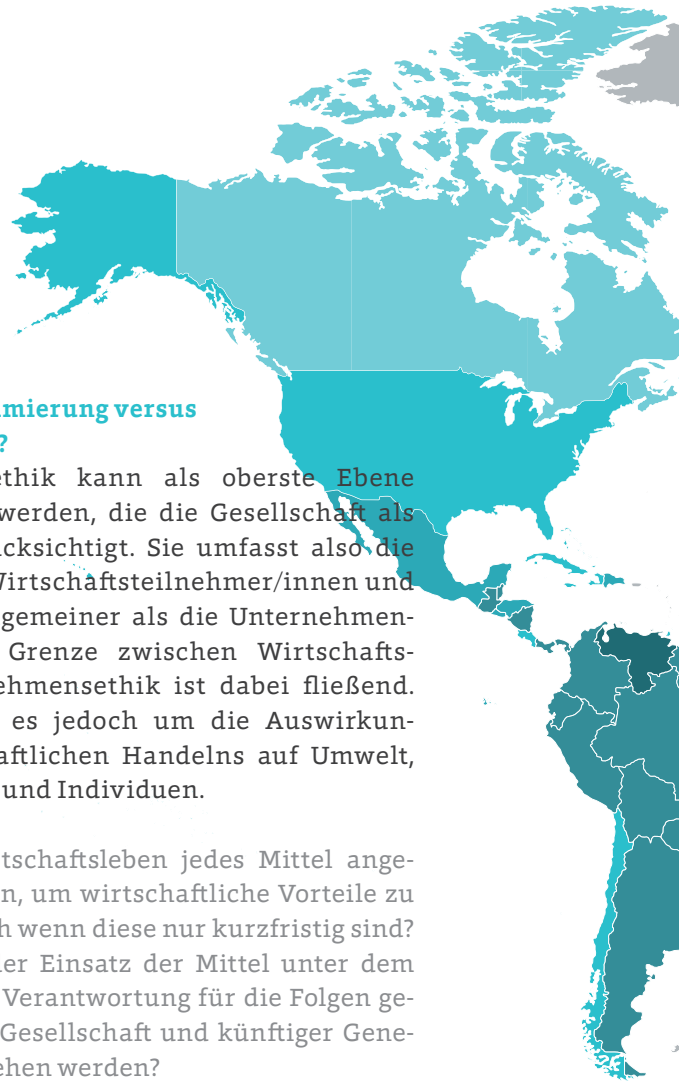 mierung versus
?
ethik kann als oberste Ebene
werden, die die Gesellschaft als
cksichtigt. Sie umfasst also die
Wirtschaftsteilnehmer/innen und
gemeiner als die Unternehmen-
Grenze zwischen Wirtschafts-
ehmensethik ist dabei fließend.
es jedoch um die Auswirkun-
aftlichen Handelns auf Umwelt,
und Individuen.
tschaftsleben jedes Mittel ange-
n, um wirtschaftliche Vorteile zu
h wenn diese nur kurzfristig sind?
er Einsatz der Mittel unter dem
Verantwortung für die Folgen ge-
Gesellschaft und künftiger Gene-
ehen werden?